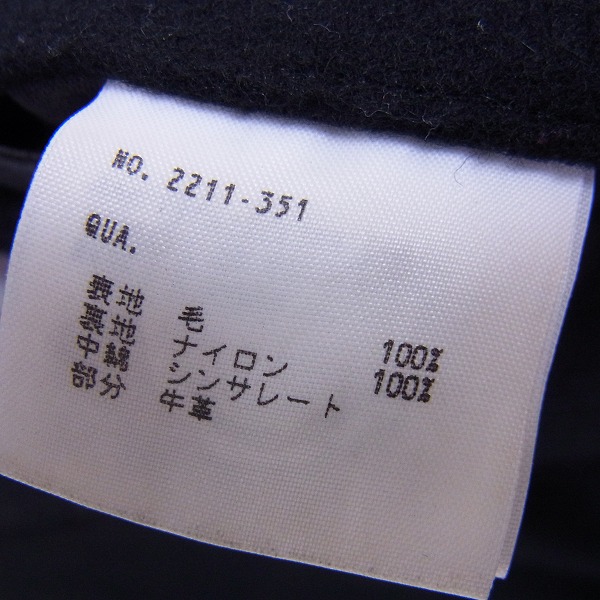 NO. 2211-351
QUA.
表地 毛 100%
裏地 ナイロン 100%
中綿 シンサレート
部分 牛革